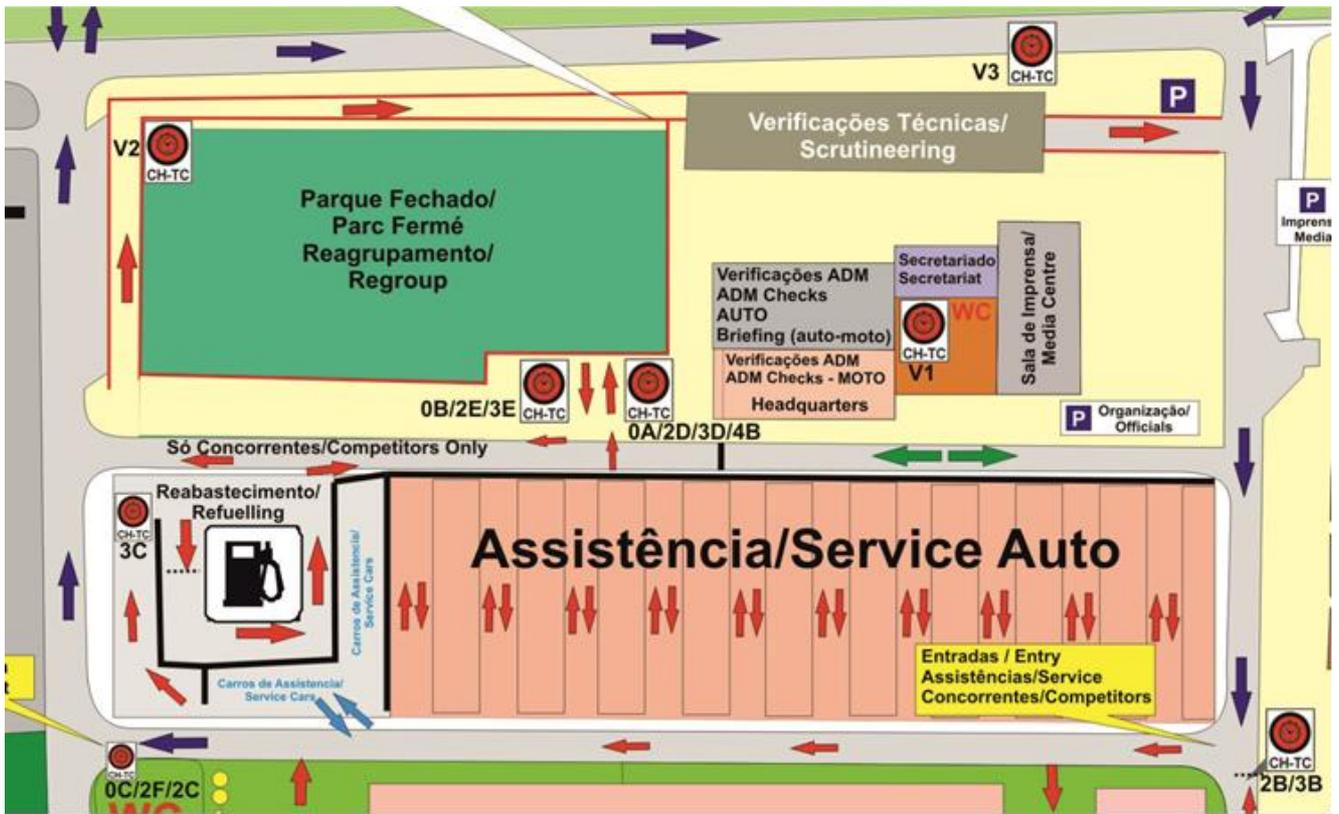 V3
CH-TC
P
V2
CH-TC
Verificações Técnicas/
Scrutineering
Parque Fechado/
Parc Fermé
Reagrupamento/
Regroup
P
Media
Secretariado
Secretariat
Verificações ADM
ADM Checks
AUTO
Briefing (auto-moto)
WC
CH-TC
V1
Sala de Imprensa/
Media Centre
Verificações ADM
ADM Checks - MOTO
Headquarters
0B/2E/3E
CH-TC
CH-TC
0A/2D/3D/4B
P
Organização/
Officials
Só Concorrentes/Competitors Only
Reabastecimento/
Refuelling
CH-TC
3C
Carros de Assistencia/
Service Cars
Assistência/Service Auto
Carros de Assistencia/
Service Cars
Entradas / Entry
Assistências/Service
Concorrentes/Competitors
CH-TC
2B/3B
CH-TC
0C/2F/2C
WC